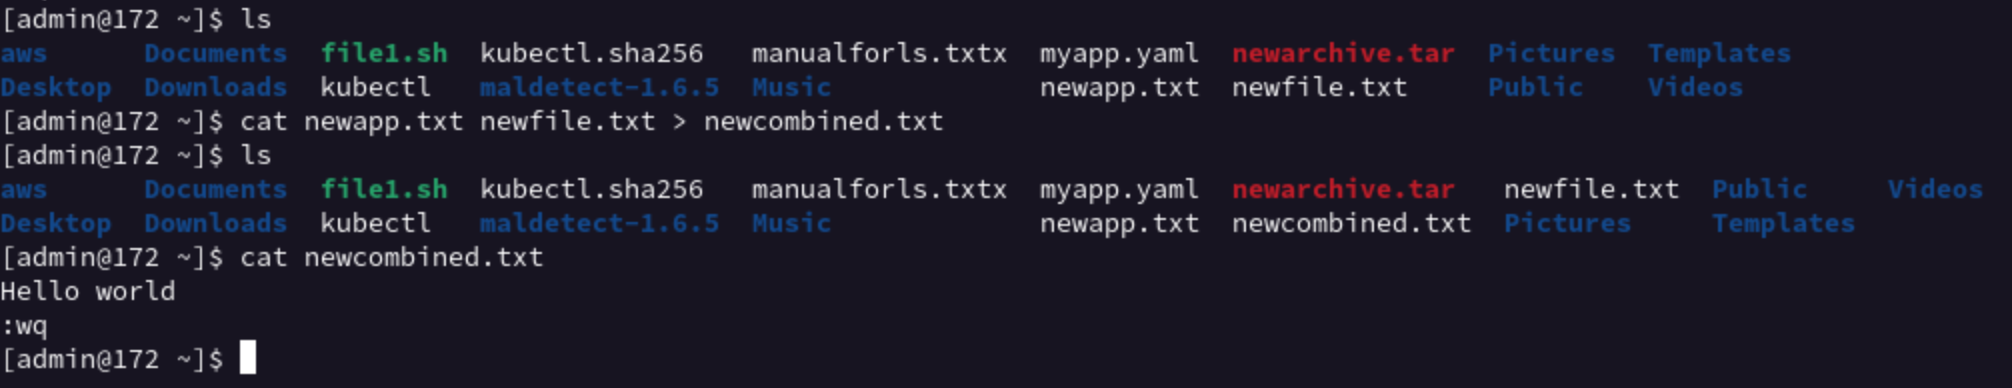 [admin@172 ~]$ ls
aws Documents file1.sh kubectl.sha256 manualforls.txtx myapp.yaml newarchive.tar Pictures Templates
Desktop Downloads kubectl maldetect-1.6.5 Music newapp.txt newfile.txt Public Videos
[admin@172 ~]$ cat newapp.txt newfile.txt > newcombined.txt
[admin@172 ~]$ ls
aws Documents file1.sh kubectl.sha256 manualforls.txtx myapp.yaml newarchive.tar newfile.txt Public Videos
Desktop Downloads kubectl maldetect-1.6.5 Music newapp.txt newcombined.txt Pictures Templates
[admin@172 ~]$ cat newcombined.txt
Hello world
:wq
[admin@172 ~]$